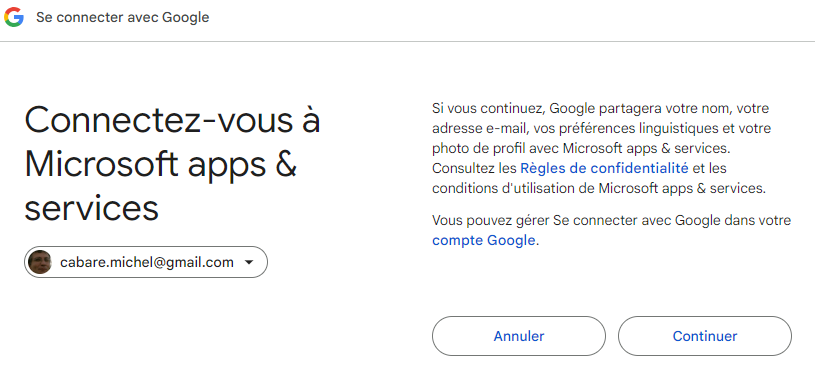 Se connecter avec Google
Connectez-vous à
Microsoft apps &
services
cabare.michel@gmail.com
Si vous continuez, Google partagera votre nom, votre
adresse e-mail, vos préférences linguistiques et votre
photo de profil avec Microsoft apps & services.
Consultez les Règles de confidentialité et les
conditions d'utilisation de Microsoft apps & services.
Vous pouvez gérer Se connecter avec Google dans votre
compte Google.
Annuler
Continuer